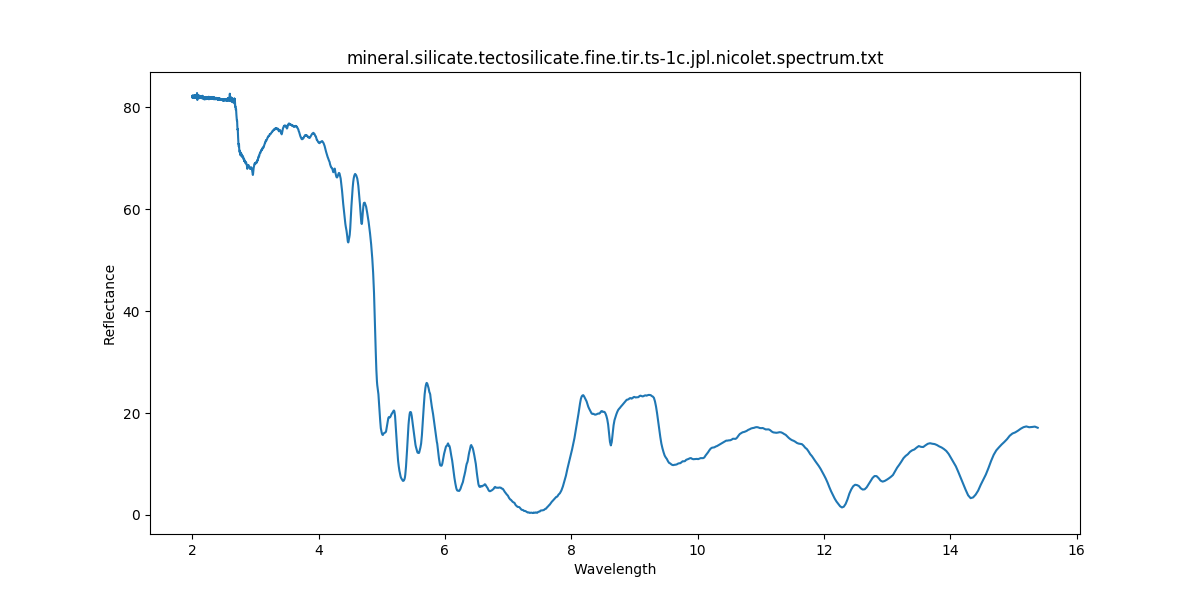 mineral.silicate.tectosilicate.fine.tir.ts-1c.jpl.nicolet.spectrum.txt
80
60
40
20
0
Reflectance
2 4 6 8 10 12 14 16
Wavelength